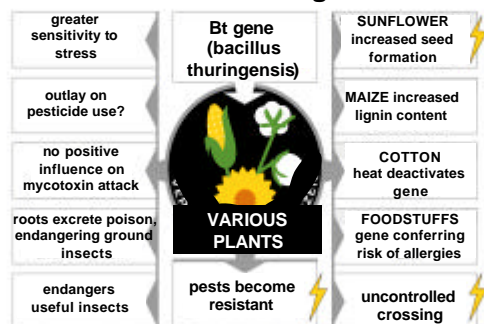 greater
sensitivity to
stress
outlay on
pesticide use?
no positive
influence on
mycotoxin attack
roots excrete poison,
endangering ground
insects
endangers
useful insects
Bt gene
(bacillus
thuringensis)
VARIOUS
PLANTS
pests become
resistant
SUNFLOWER
increased seed
formation
MAIZE increased
lignin content
COTTON
heat deactivates
gene
FOODSTUFFS
gene conferring
risk of allergies
uncontrolled
crossing